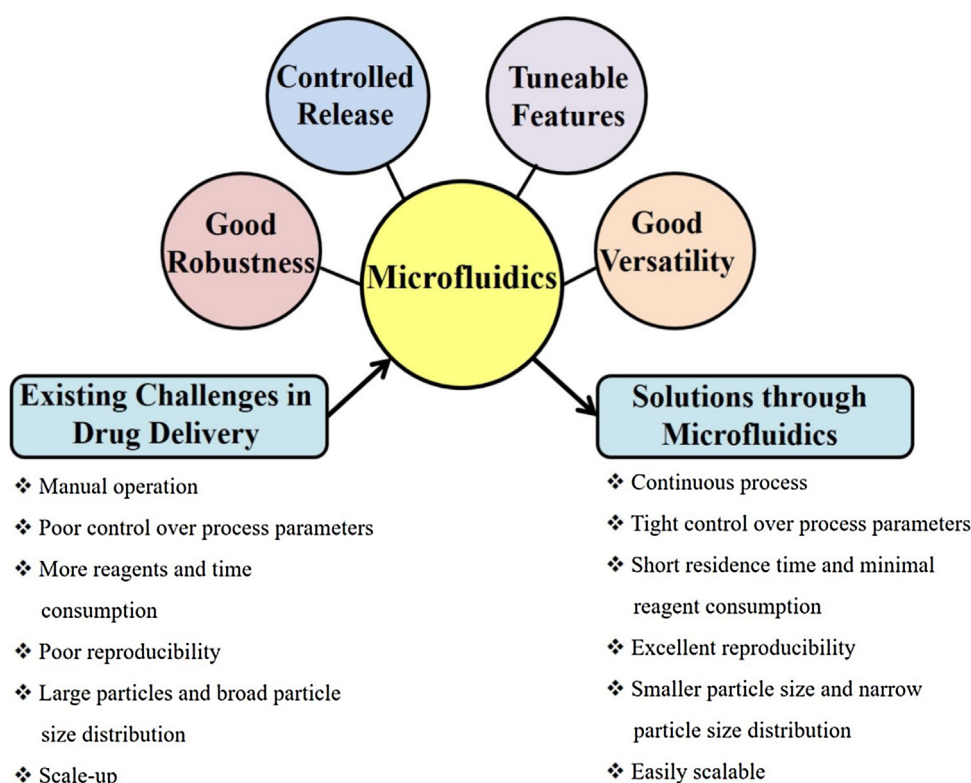 Controlled
Release
Tuneable
Features
Good
Robustness
Microfluidics
Good
Versatility
Existing Challenges in
Drug Delivery
❖ Manual operation
❖ Poor control over process parameters
❖ More reagents and time
consumption
❖ Poor reproducibility
❖ Large particles and broad particle
size distribution
❖ Scale-up
Solutions through
Microfluidics
❖ Continuous process
❖ Tight control over process parameters
❖ Short residence time and minimal
reagent consumption
❖ Excellent reproducibility
❖ Smaller particle size and narrow
particle size distribution
❖ Easily scalable